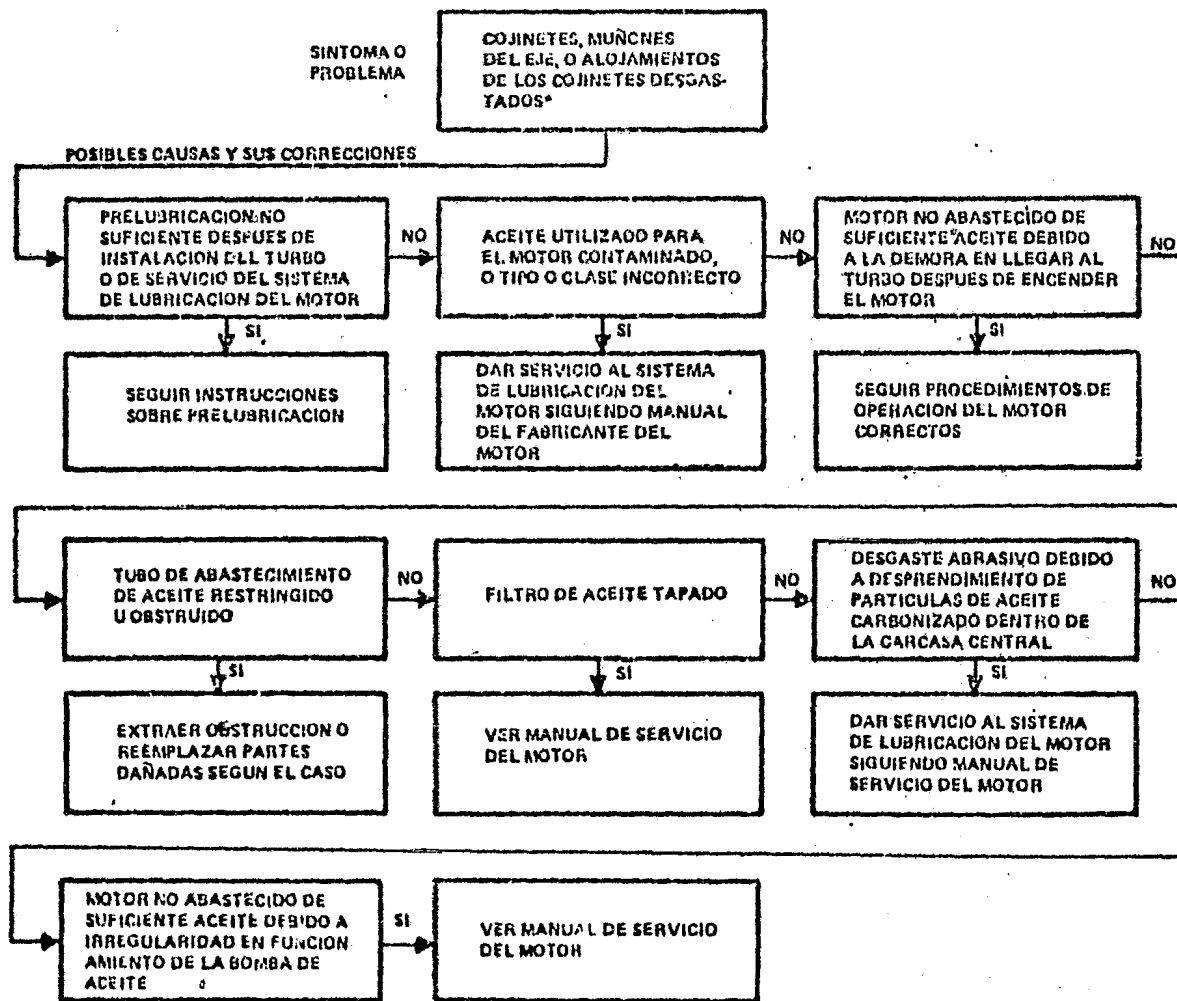 SINTOMA O
PROBLEMA
COJINETES, MUÑONES
DEL EJE, O ALOJAMIENTOS
DE LOS COJINETES DESGAS-
TADOS*
POSIBLES CAUSAS Y SUS CORRECCIONES
PRELUBRICACION NO
SUFICIENTE DESPUES DE
INSTALACION DEL TURBO
O DE SERVICIO DEL SISTEMA
DE LUBRICACION DEL MOTOR
NO
ACEITE UTILIZADO PARA
EL MOTOR CONTAMINADO,
O TIPO O CLASE INCORRECTO
NO
MOTOR NO ABASTECIDO DE
SUFICIENTE ACEITE DEBIDO
A LA DEMORA EN LLEGAR AL
TURBO DESPUES DE ENCENDER
EL MOTOR
NO
SI
SI
SI
SEGUIR INSTRUCCIONES
SOBRE PRELUBRICACION
DAR SERVICIO AL SISTEMA
DE LUBRICACION DEL
MOTOR SIGUIENDO MANUAL
DEL FABRICANTE DEL
MOTOR
SEGUIR PROCEDIMIENTOS DE
OPERACION DEL MOTOR
CORRECTOS
TUBO DE ABASTECIMIENTO
DE ACEITE RESTRINGIDO
U OBSTRUIDO
NO
FILTRO DE ACEITE TAPADO
NO
DESGASTE ABRASIVO DEBIDO
A DESPRENDIMIENTO DE
PARTICULAS DE ACEITE
CARBONIZADO DENTRO DE
LA CARCASA CENTRAL
NO
SI
SI
SI
EXTRAER OBSTRUCCION O
REEMPLAZAR PARTES
DAÑADAS SEGUN EL CASO
VER MANUAL DE SERVICIO
DEL MOTOR
DAR SERVICIO AL SISTEMA
DE LUBRICACION DEL MOTOR
SIGUIENDO MANUAL DE
SERVICIO DEL MOTOR
MOTOR NO ABASTECIDO DE
SUFICIENTE ACEITE DEBIDO A
IRREGULARIDAD EN FUNCION
AMIENTO DE LA BOMBA DE
ACEITE
SI
VER MANUAL DE SERVICIO
DEL MOTOR